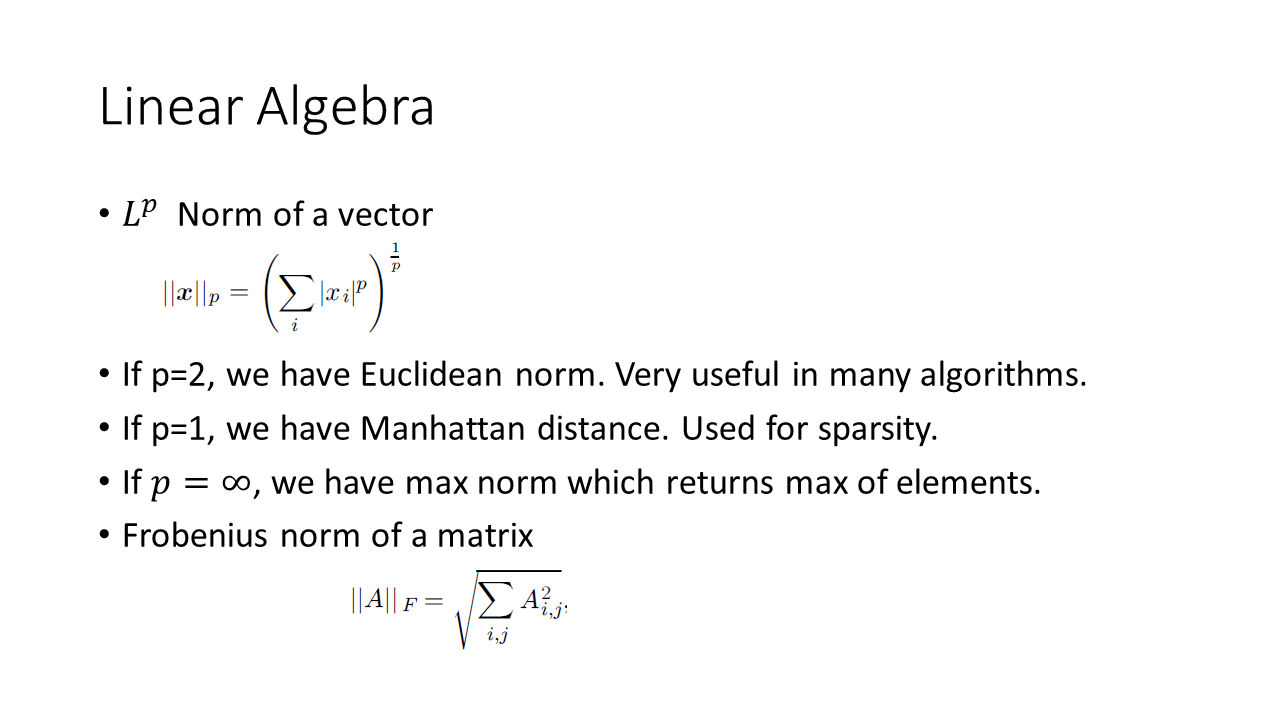 Linear Algebra
• $L^p$ Norm of a vector
$||\boldsymbol{x}||_p = \left( \sum_i |x_i|^p \right)^{\frac{1}{p}}$
• If p=2, we have Euclidean norm. Very useful in many algorithms.
• If p=1, we have Manhattan distance. Used for sparsity.
• If $p = \infty$, we have max norm which returns max of elements.
• Frobenius norm of a matrix
$||A||_F = \sqrt{\sum_{i,j} A_{i,j}^2},$